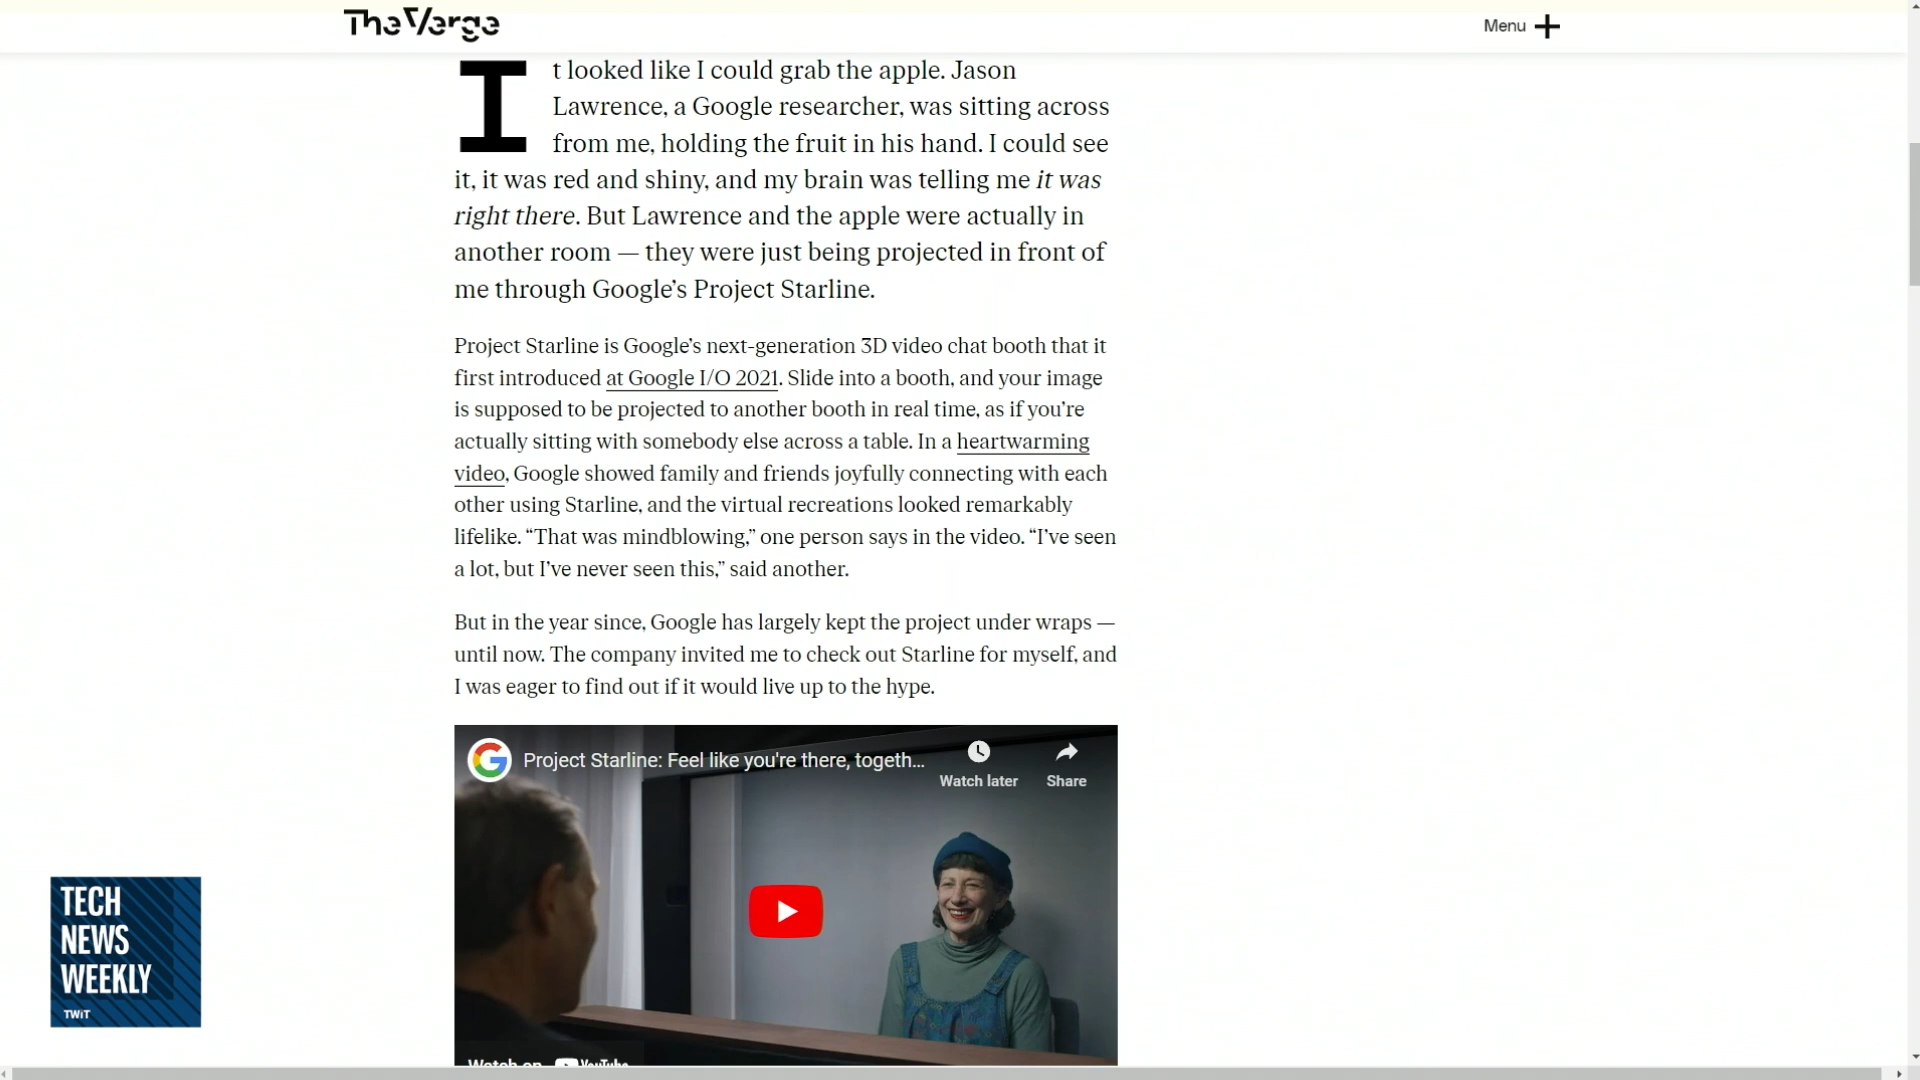 The Verge
Menu
It looked like I could grab the apple. Jason
Lawrence, a Google researcher, was sitting across
from me, holding the fruit in his hand. I could see
it, it was red and shiny, and my brain was telling me it was
right there. But Lawrence and the apple were actually in
another room — they were just being projected in front of
me through Google’s Project Starline.
Project Starline is Google’s next-generation 3D video chat booth that it
first introduced at Google I/O 2021. Slide into a booth, and your image
is supposed to be projected to another booth in real time, as if you’re
actually sitting with somebody else across a table. In a heartwarming
video, Google showed family and friends joyfully connecting with each
other using Starline, and the virtual recreations looked remarkably
lifelike. “That was mindblowing,” one person says in the video. “I’ve seen
a lot, but I’ve never seen this,” said another.
But in the year since, Google has largely kept the project under wraps —
until now. The company invited me to check out Starline for myself, and
I was eager to find out if it would live up to the hype.
Project Starline: Feel like you're there, togeth...
Watch later
Share
Watch on YouTube
TECH
NEWS
WEEKLY
TWiT